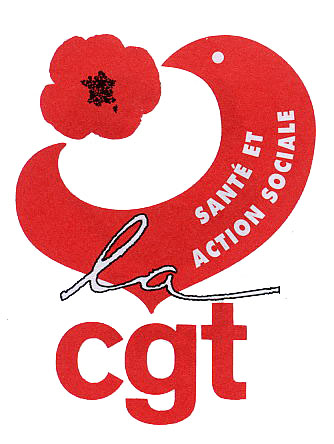 SANTÉ ET
ACTION SOCIALE
la
cgt